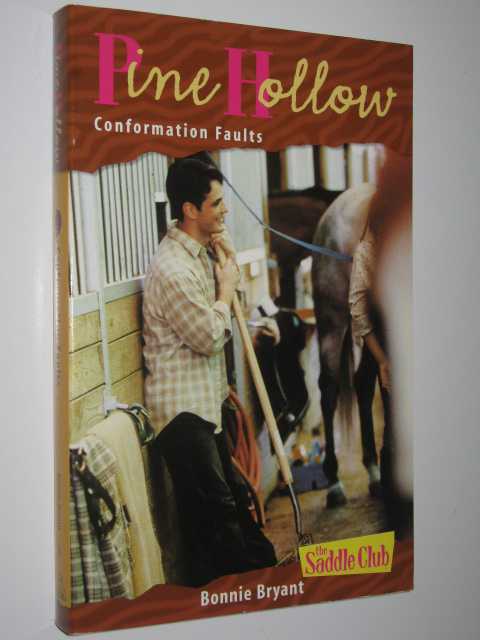 Pine Hollow
Conformation Faults
the
Saddle Club
Bonnie Bryant